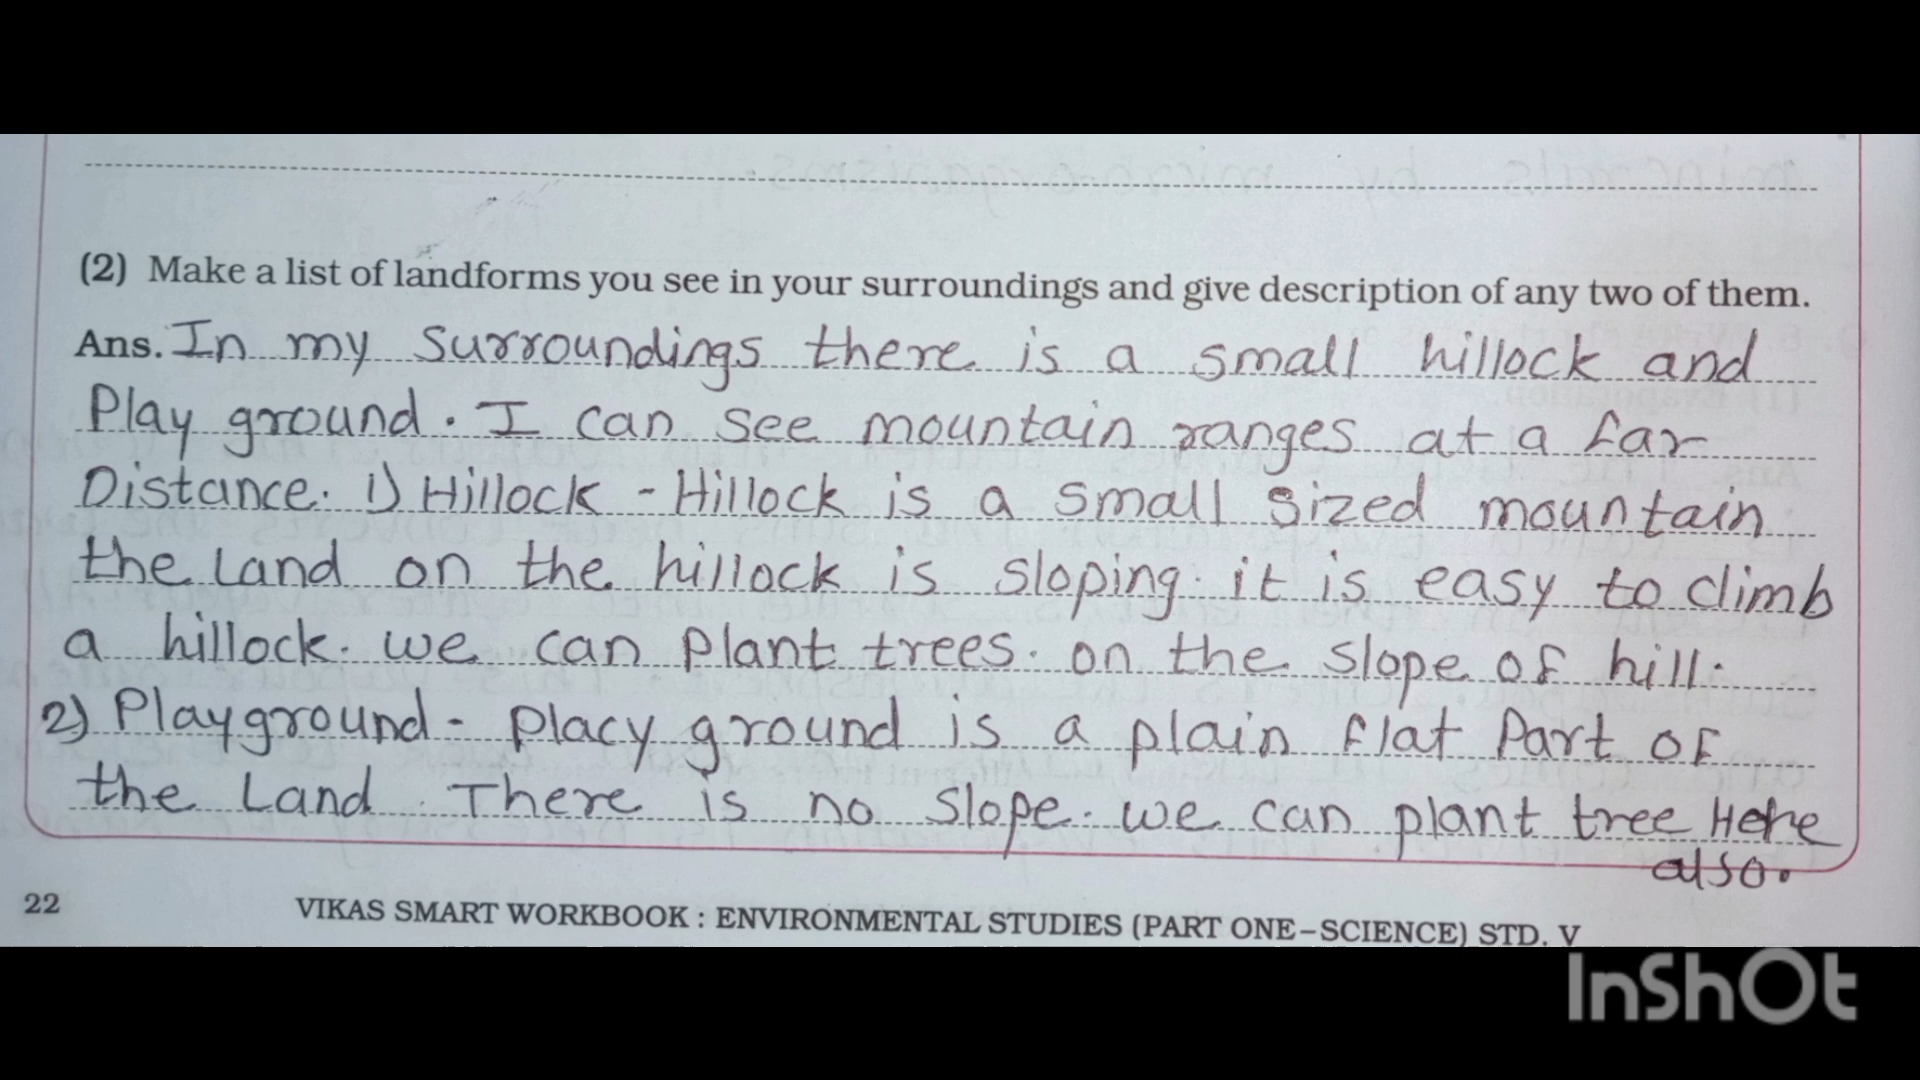 (2) Make a list of landforms you see in your surroundings and give description of any two of them.
Ans. In my surroundings there is a small hillock and
Play ground. I can see mountain ranges at a far
Distance. 1) Hillock - Hillock is a small sized mountain
the Land on the hillock is sloping. it is easy to climb
a hillock. we can plant trees. on the slope of hill.
2) Playground - Placy ground is a plain flat Part of
the Land. There is no slope. we can plant tree Here
also.
22 VIKAS SMART WORKBOOK : ENVIRONMENTAL STUDIES (PART ONE–SCIENCE) STD. V
InShOt